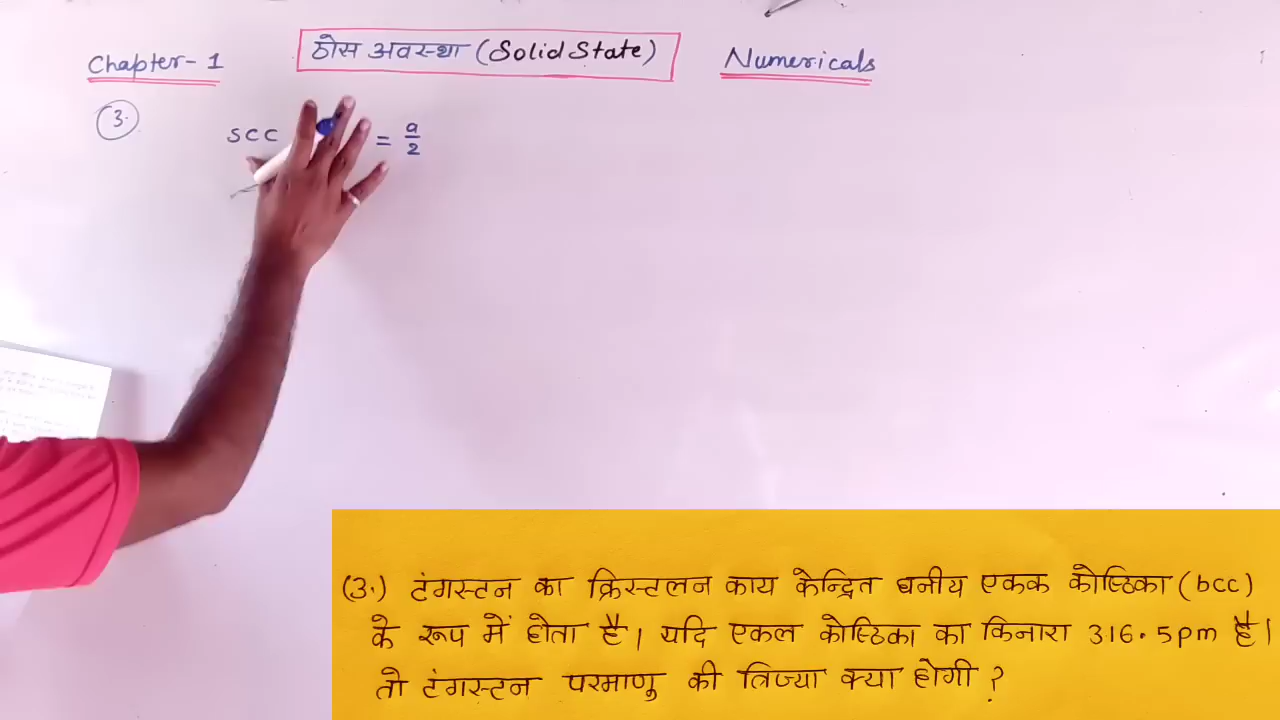 Chapter-1
ठोस अवस्था (Solid State)
Numericals
3.
scc
= a/2
(3.) टंगस्टन का क्रिस्टलन काय केन्द्रित घनीय एकक कोष्ठिका (bcc)
के रूप में होता है। यदि एकल कोष्ठिका का किनारा 316.5pm है।
तो टंगस्टन परमाणु की त्रिज्या क्या होगी ?